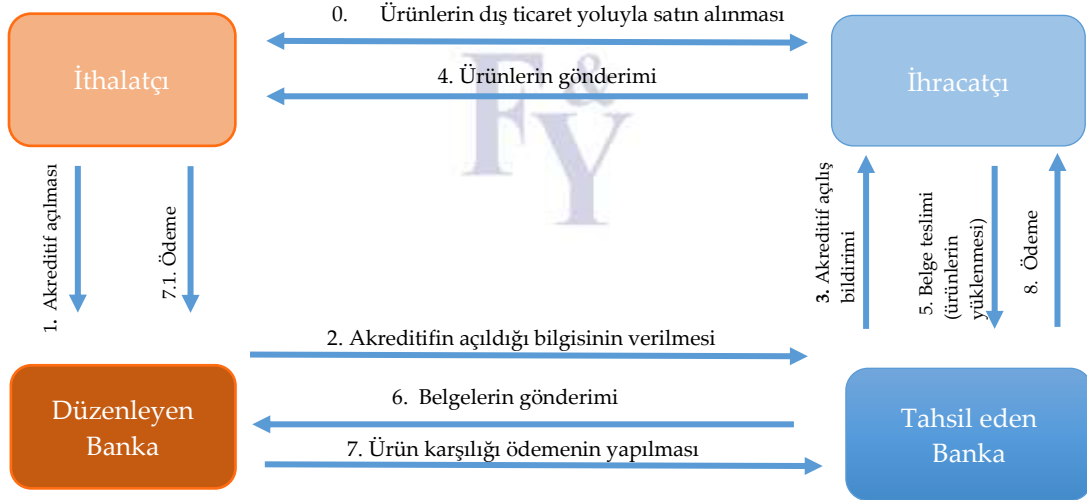 0. Ürünlerin dış ticaret yoluyla satın alınması
İthalatçı
İhracatçı
4. Ürünlerin gönderimi
F & Y
1. Akreditif açılması
7.1. Ödeme
3. Akreditif açılış
bildirimi
5. Belge teslimi
(ürünlerin
yüklenmesi)
8. Ödeme
2. Akreditifin açıldığı bilgisinin verilmesi
Düzenleyen
Banka
6. Belgelerin gönderimi
7. Ürün karşılığı ödemenin yapılması
Tahsil eden
Banka